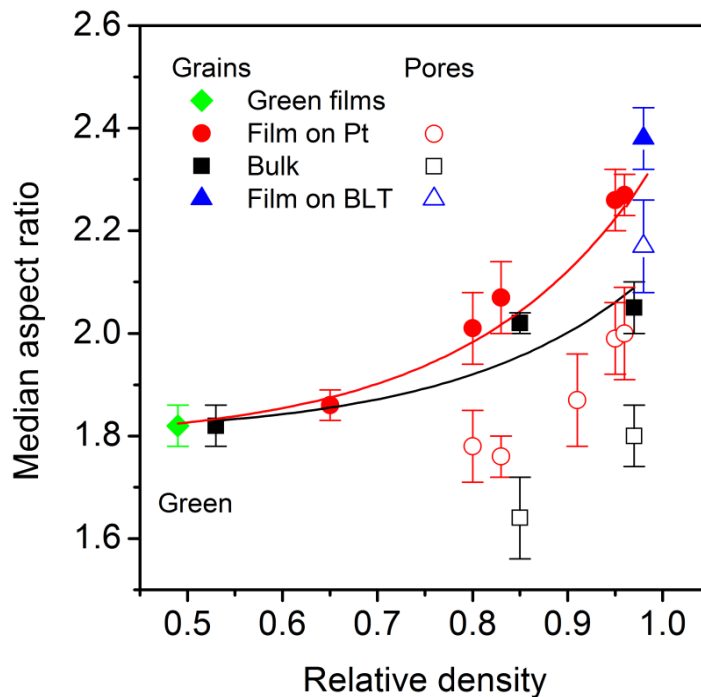 2.6
2.4
2.2
2.0
1.8
1.6
Median aspect ratio
Grains Pores
Green films
Film on Pt
Bulk
Film on BLT
Green
0.5 0.6 0.7 0.8 0.9 1.0
Relative density